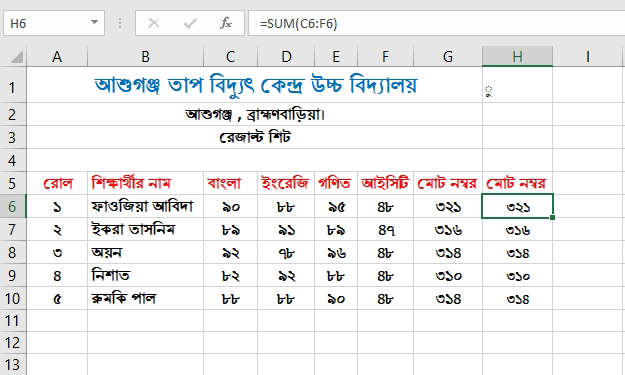 H6 =SUM(C6:F6)
A B C D E F G H I
1 আশুগঞ্জ তাপ বিদ্যুৎ কেন্দ্র উচ্চ বিদ্যালয় ু
2 আশুগঞ্জ , ব্রাহ্মণবাড়িয়া।
3 রেজাল্ট শিট
4
5 রোল শিক্ষার্থীর নাম বাংলা ইংরেজি গণিত আইসিটি মোট নম্বর মোট নম্বর
6 ১ ফাওজিয়া আবিদা ৯০ ৮৮ ৯৫ ৪৮ ৩২১ ৩২১
7 ২ ইকরা তাসনিম ৮৯ ৯১ ৮৯ ৪৭ ৩১৬ ৩১৬
8 ৩ অয়ন ৯২ ৭৮ ৯৬ ৪৮ ৩১৪ ৩১৪
9 ৪ নিশাত ৮২ ৯২ ৮৮ ৪৮ ৩১০ ৩১০
10 ৫ রুমকি পাল ৮৮ ৮৮ ৯০ ৪৮ ৩১৪ ৩১৪
11
12
13